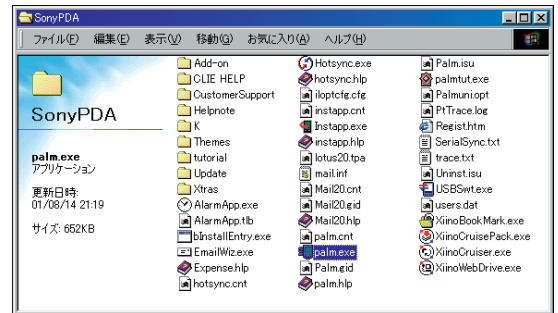 SonyPDA
ファイル(F) 編集(E) 表示(V) 移動(G) お気に入り(A) ヘルプ(H)
SonyPDA
palm.exe
アプリケーション
更新日時:
01/08/14 21:19
サイズ: 652KB
Add-on
CLIE HELP
CustomerSupport
Helpnote
K
Themes
tutorial
Update
Xtras
AlarmApp.exe
AlarmApp.tlb
bInstallEntry.exe
EmailWiz.exe
Expense.hlp
hotsync.cnt
Hotsync.exe
hotsync.hlp
iloptcfg.cfg
instapp.cnt
Instapp.exe
instapp.hlp
lotus20.tpa
mail.inf
Mail20.cnt
Mail20.gid
Mail20.hlp
palm.cnt
palm.exe
Palm.gid
palm.hlp
Palm.isu
palmtut.exe
Palmuni.opt
PtTrace.log
Regist.htm
SerialSync.txt
trace.txt
Uninst.isu
USBSwt.exe
users.dat
XiinoBookMark.exe
XiinoCruisePack.exe
XiinoCruiser.exe
XiinoWebDrive.exe